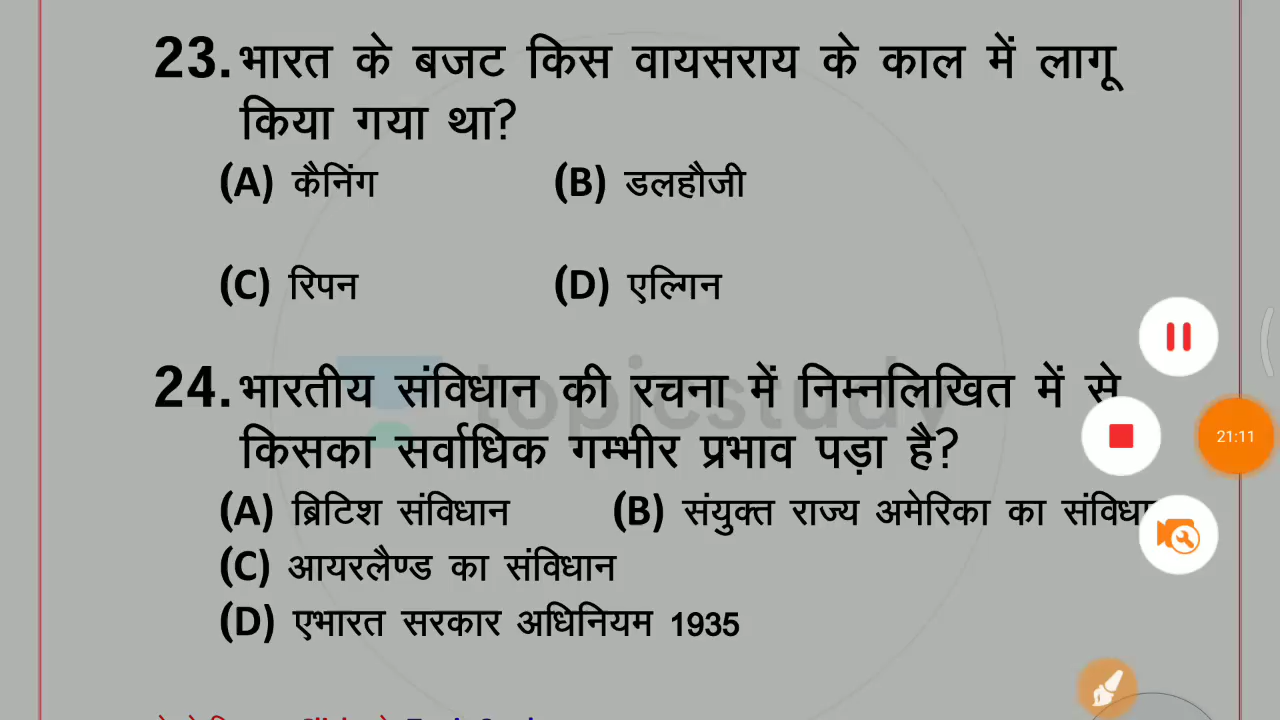 23. भारत के बजट किस वायसराय के काल में लागू
किया गया था?
(A) कैनिंग (B) डलहौजी
(C) रिपन (D) एल्गिन
topicstudy
24. भारतीय संविधान की रचना में निम्नलिखित में से
किसका सर्वाधिक गम्भीर प्रभाव पड़ा है?
21:11
(A) ब्रिटिश संविधान (B) संयुक्त राज्य अमेरिका का
(C) आयरलैण्ड का संविधान
(D) एभारत सरकार अधिनियम 1935